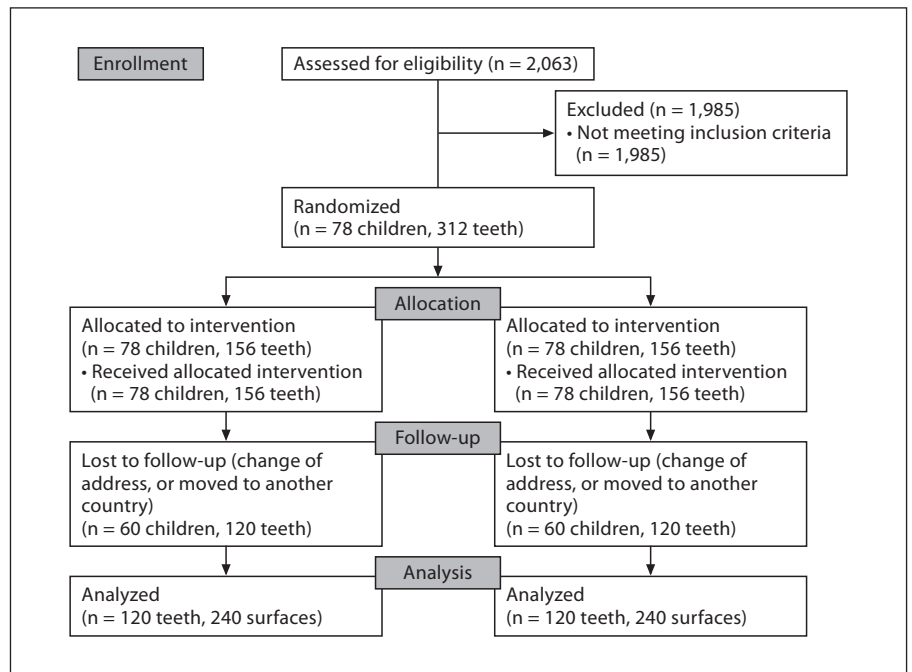 Enrollment
Assessed for eligibility (n = 2,063)
Excluded (n = 1,985)
• Not meeting inclusion criteria
(n = 1,985)
Randomized
(n = 78 children, 312 teeth)
Allocation
Allocated to intervention
(n = 78 children, 156 teeth)
• Received allocated intervention
(n = 78 children, 156 teeth)
Allocated to intervention
(n = 78 children, 156 teeth)
• Received allocated intervention
(n = 78 children, 156 teeth)
Follow-up
Lost to follow-up (change of
address, or moved to another
country)
(n = 60 children, 120 teeth)
Lost to follow-up (change of
address, or moved to another
country)
(n = 60 children, 120 teeth)
Analysis
Analyzed
(n = 120 teeth, 240 surfaces)
Analyzed
(n = 120 teeth, 240 surfaces)